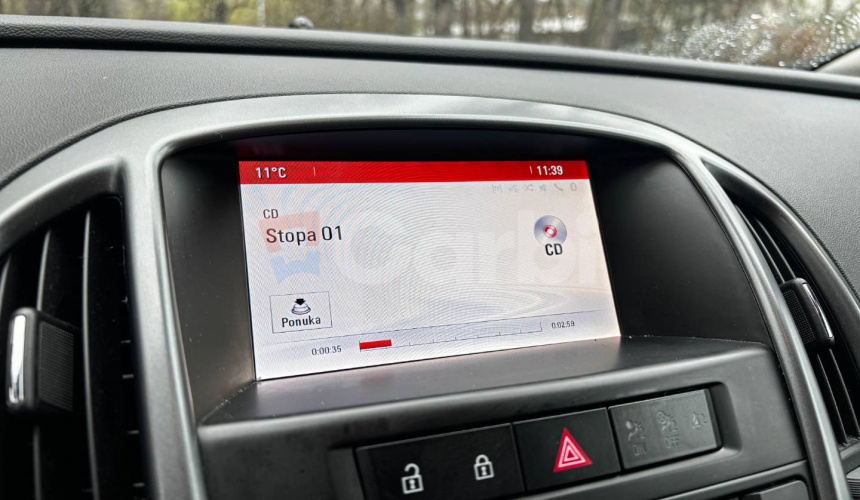 11°C
11:39
CD
Stopa 01
CD
Ponuka
0:00:35
0:02:59